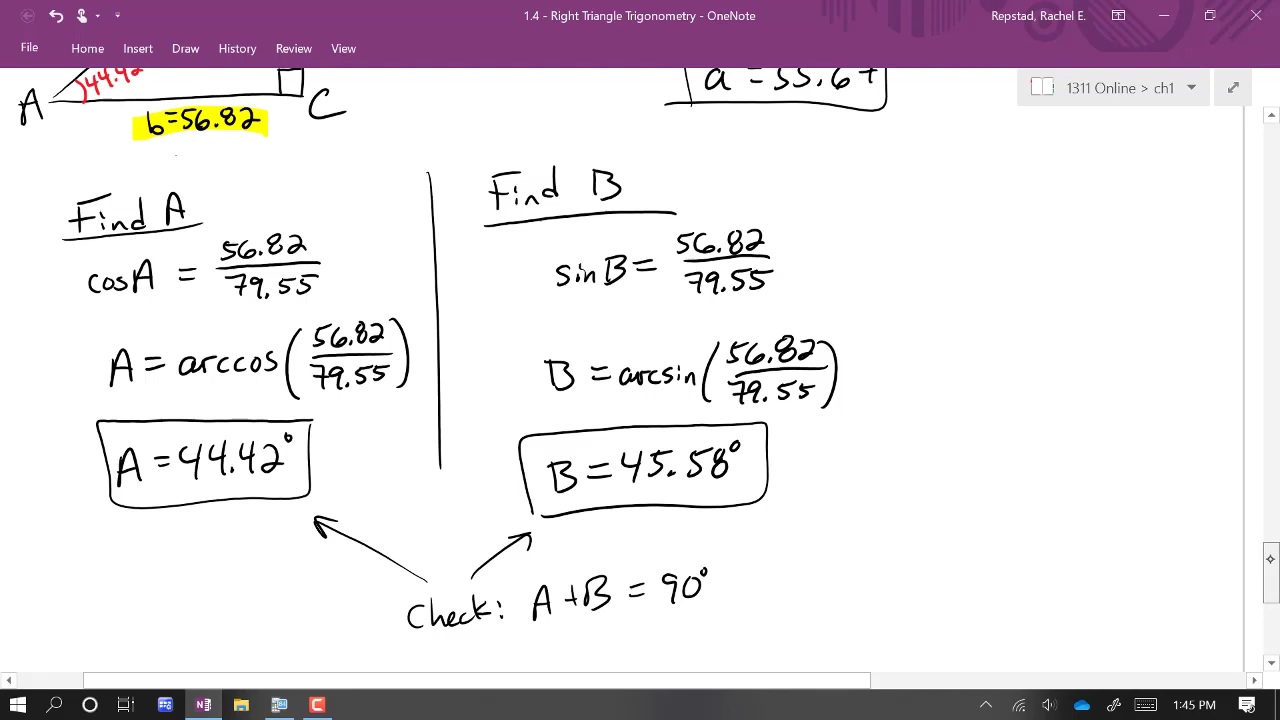 1.4 - Right Triangle Trigonometry - OneNote
Repstad, Rachel E.
File Home Insert Draw History Review View
1311 Online > ch1
44.42
A
C
b=56.82
Find A
cosA = 56.82/79.55
A = arccos(56.82/79.55)
A = 44.42°
Find B
sinB = 56.82/79.55
B = arcsin(56.82/79.55)
B = 45.58°
Check: A+B = 90°
1:45 PM